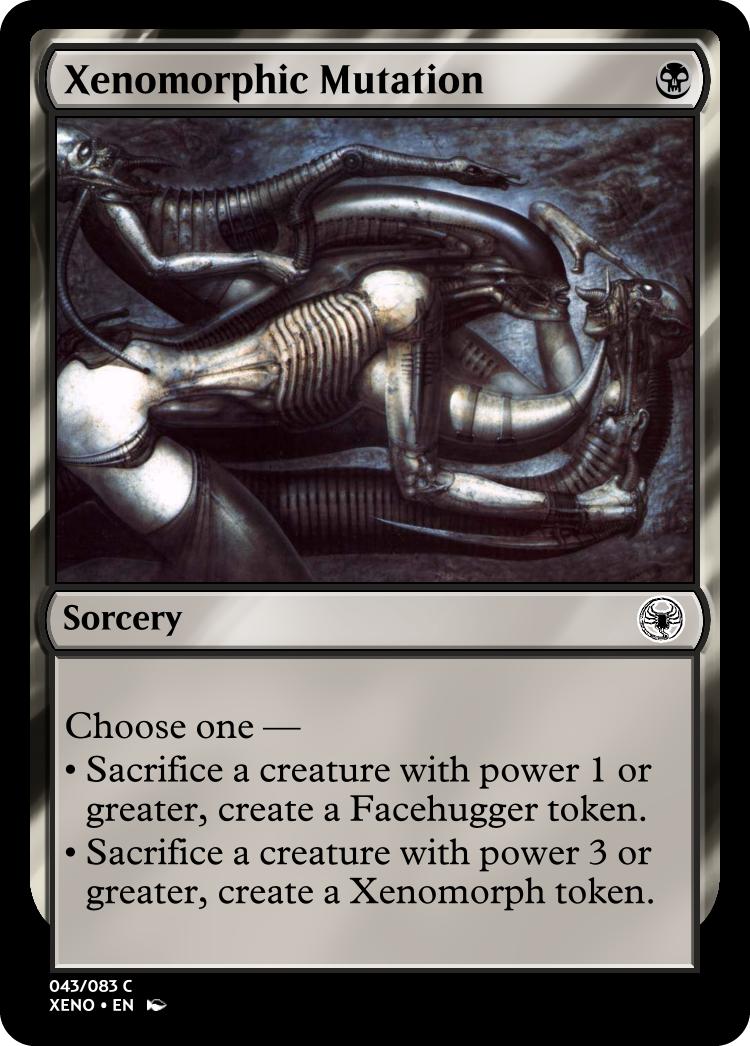 Xenomorphic Mutation
Sorcery
Choose one —
• Sacrifice a creature with power 1 or
greater, create a Facehugger token.
• Sacrifice a creature with power 3 or
greater, create a Xenomorph token.
043/083 C
XENO • EN